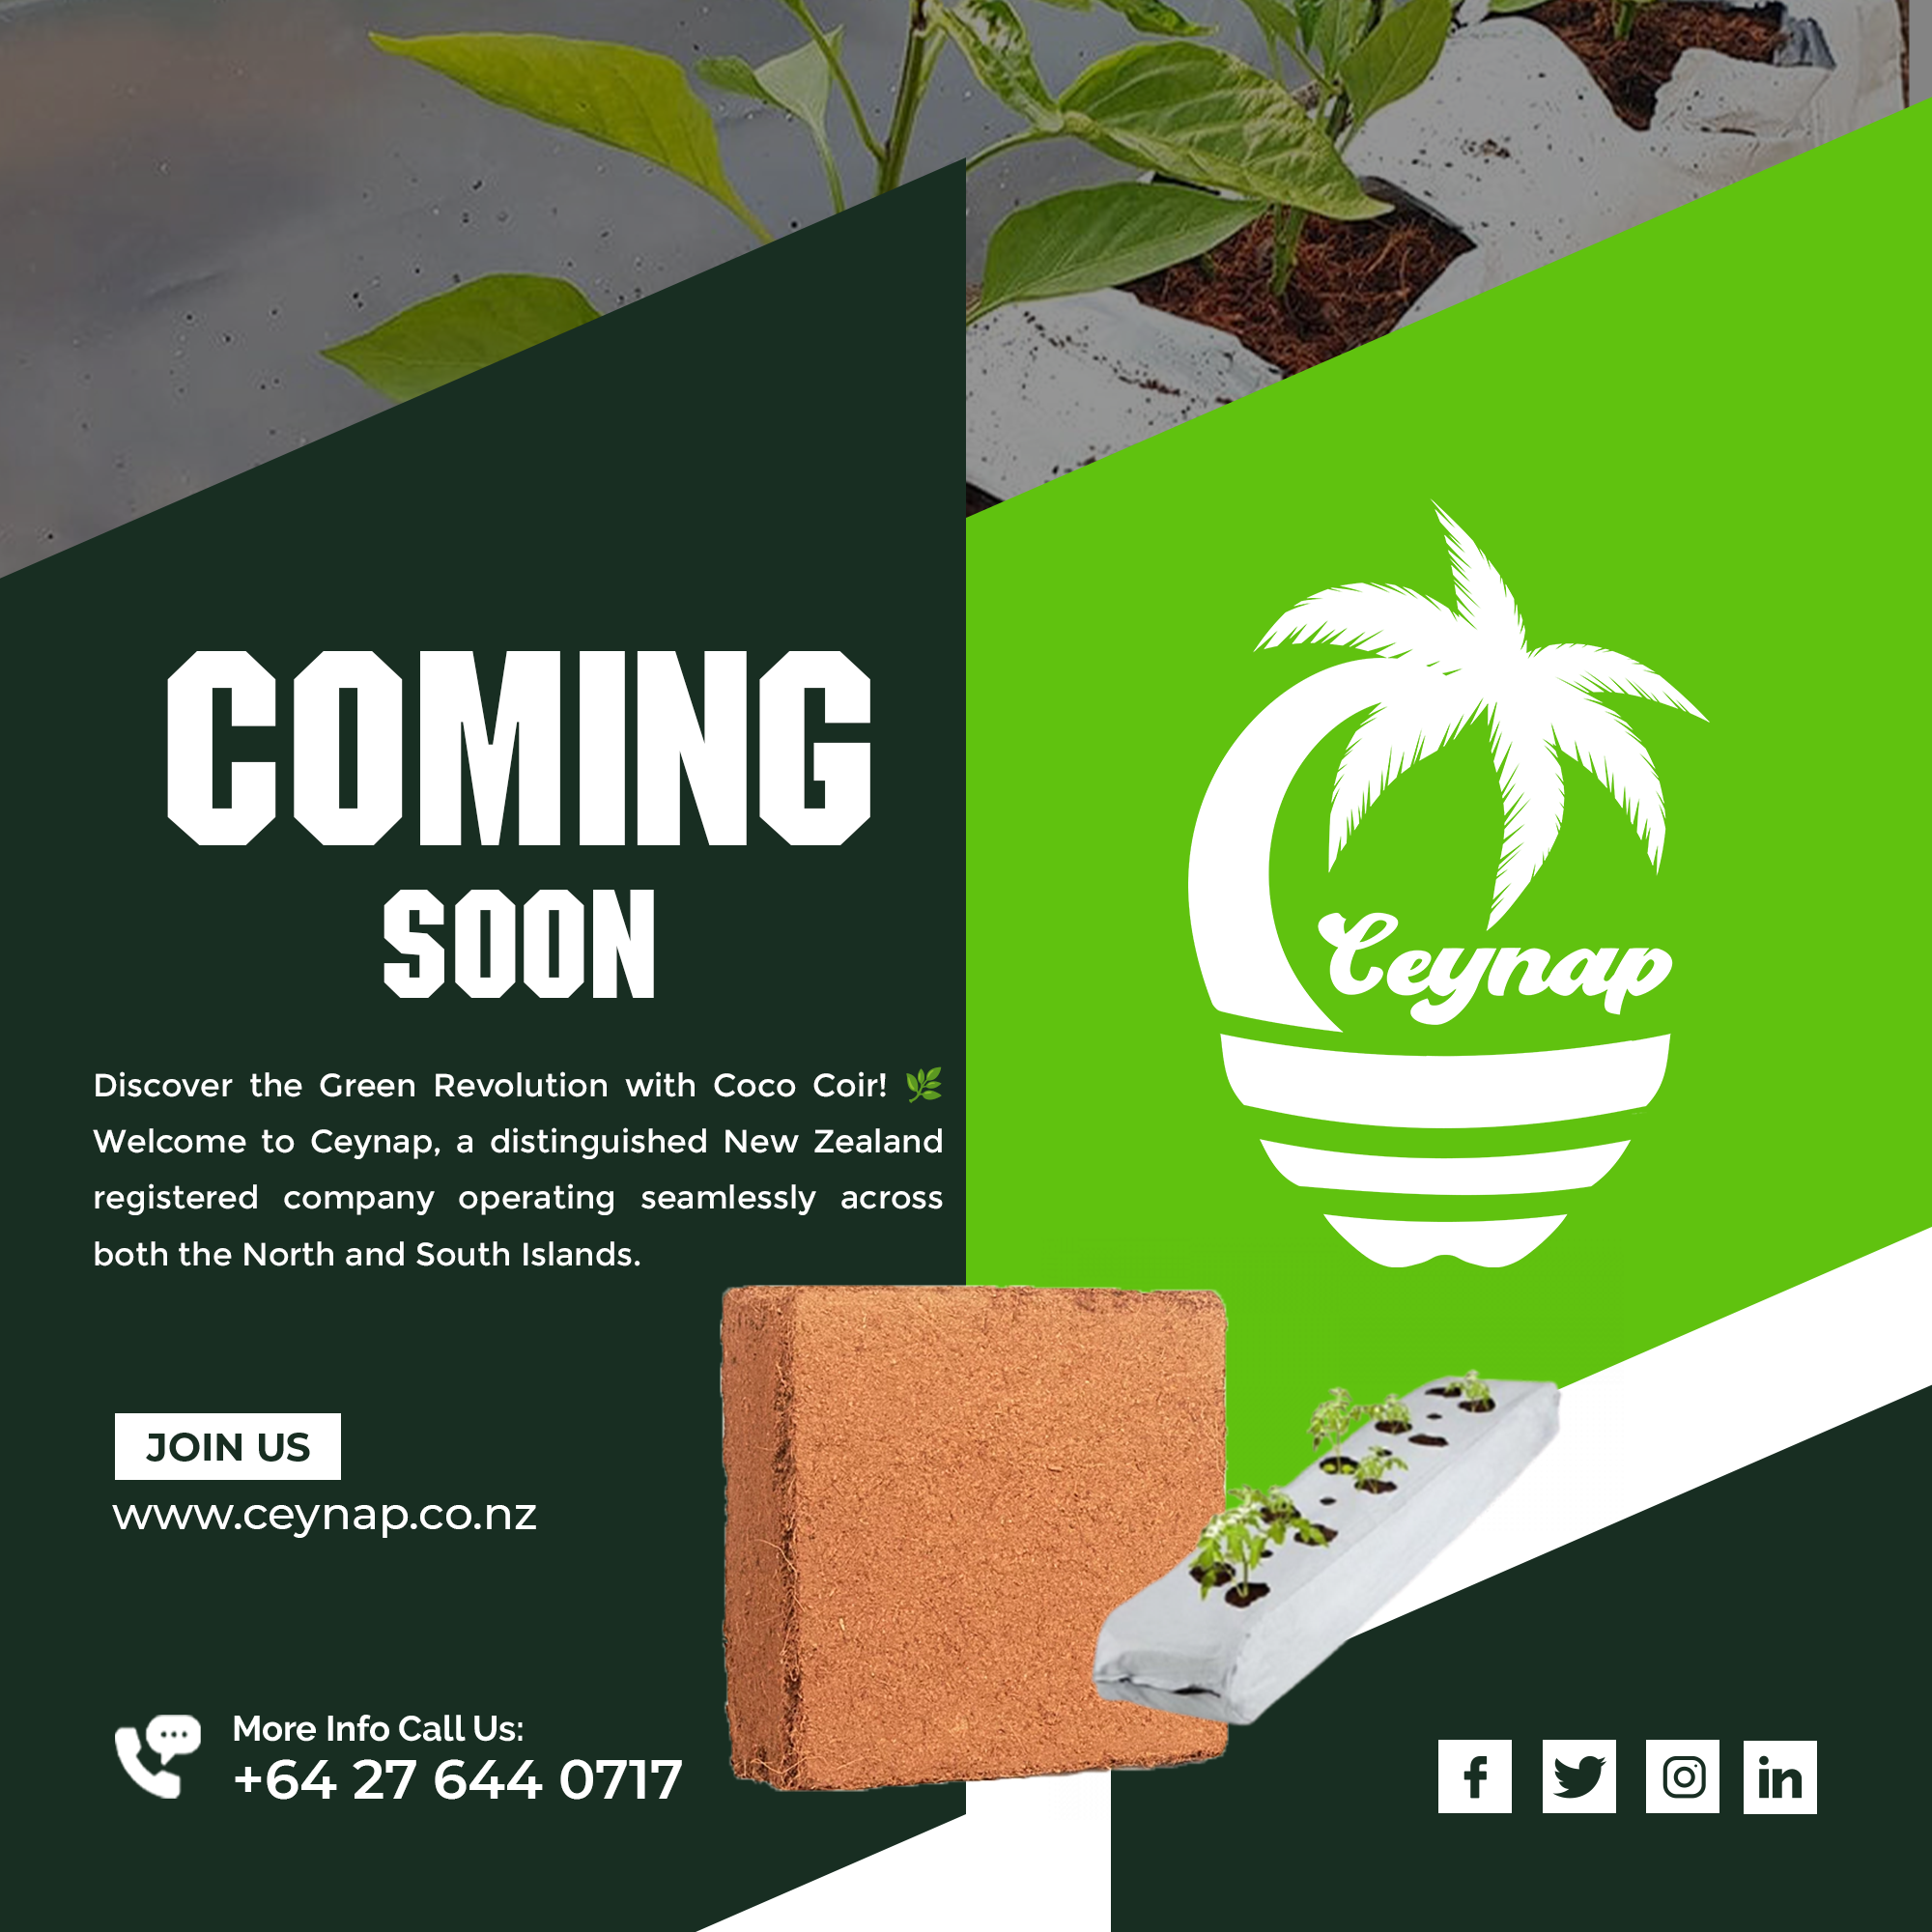 COMING
SOON
Discover the Green Revolution with Coco Coir! 🌿
Welcome to Ceynap, a distinguished New Zealand
registered company operating seamlessly across
both the North and South Islands.
Ceynap
JOIN US
www.ceynap.co.nz
More Info Call Us:
+64 27 644 0717